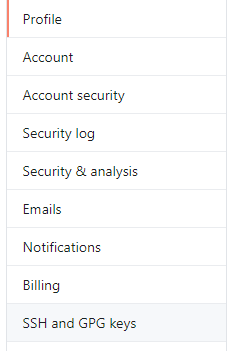 Profile
Account
Account security
Security log
Security & analysis
Emails
Notifications
Billing
SSH and GPG keys